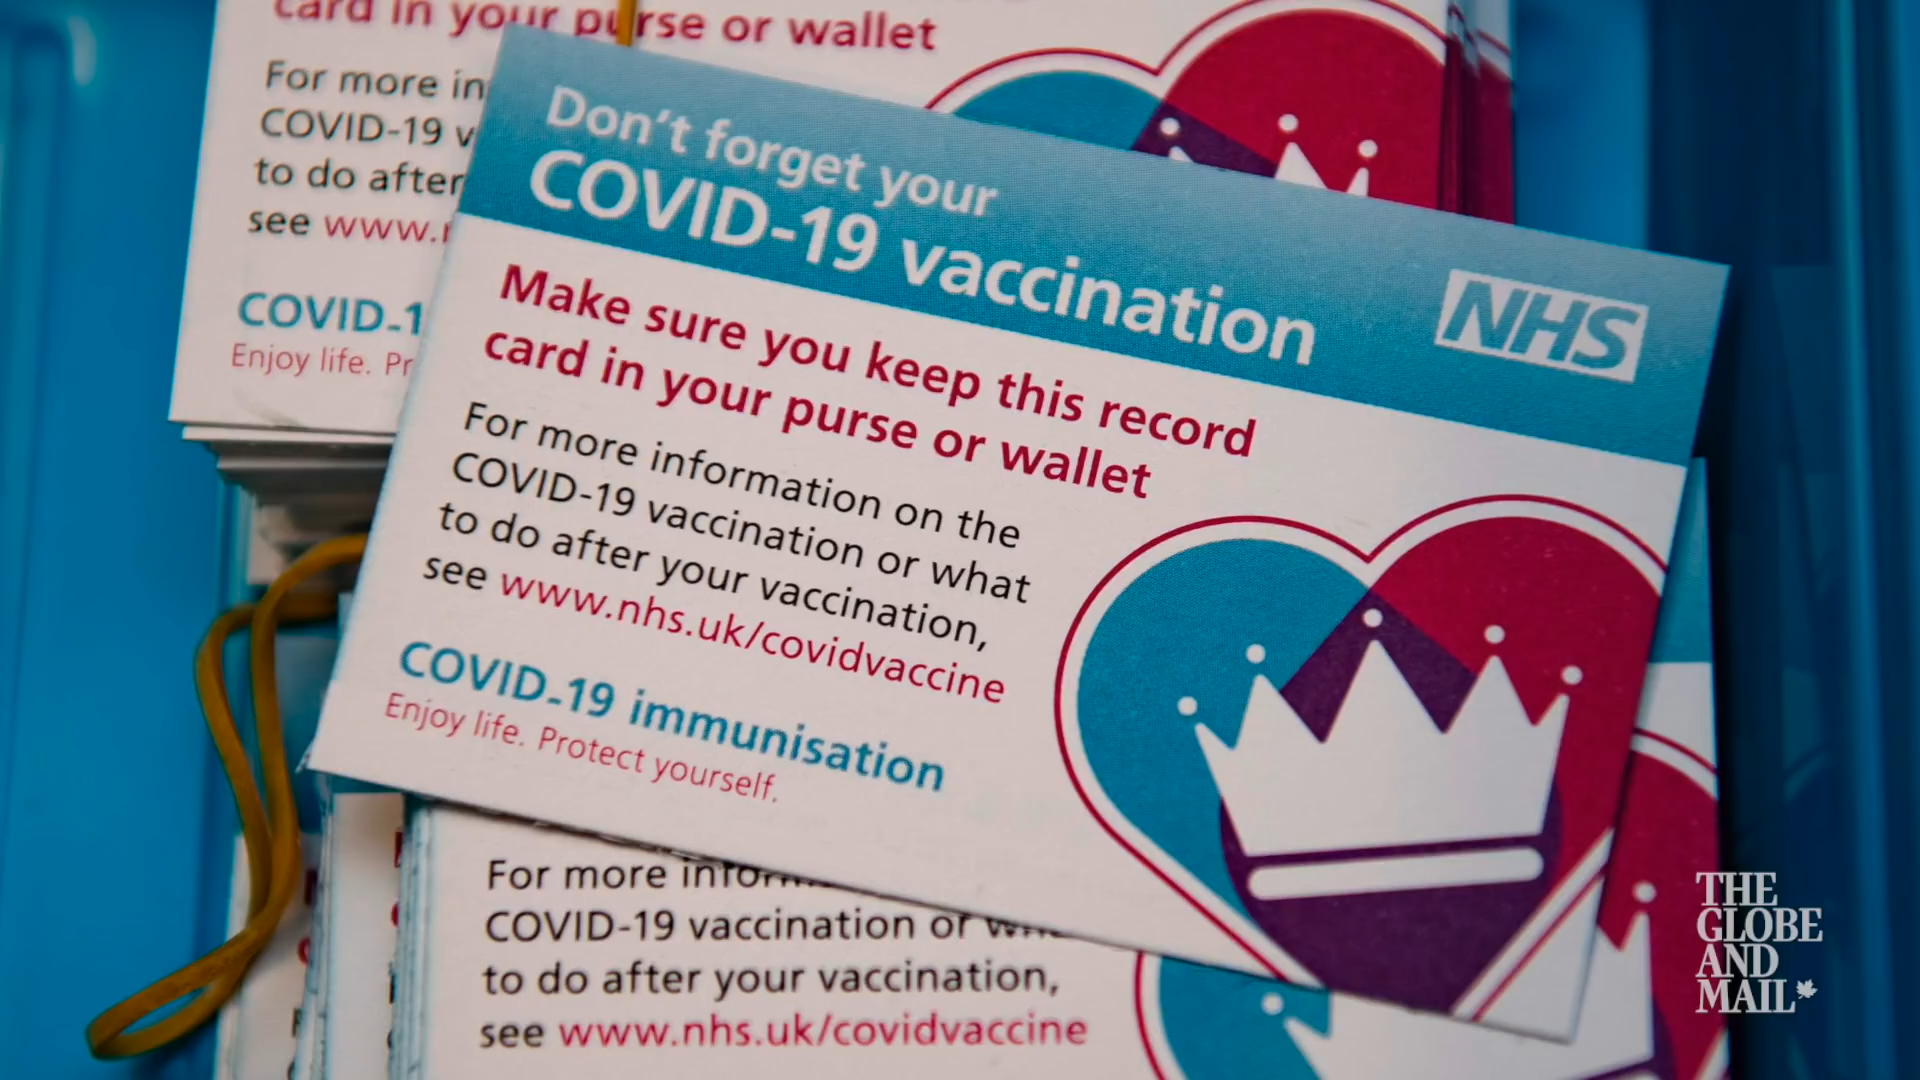 card in your purse or wallet
For more in
COVID-19 v
to do after
see www.
COVID-1
Enjoy life. Pr
Don't forget your
COVID-19 vaccination
NHS
Make sure you keep this record
card in your purse or wallet
For more information on the
COVID-19 vaccination or what
to do after your vaccination,
see www.nhs.uk/covidvaccine
COVID-19 immunisation
Enjoy life. Protect yourself.
For more infor
COVID-19 vaccination or
to do after your vaccination,
see www.nhs.uk/covidvaccine
THE
GLOBE
AND
MAIL